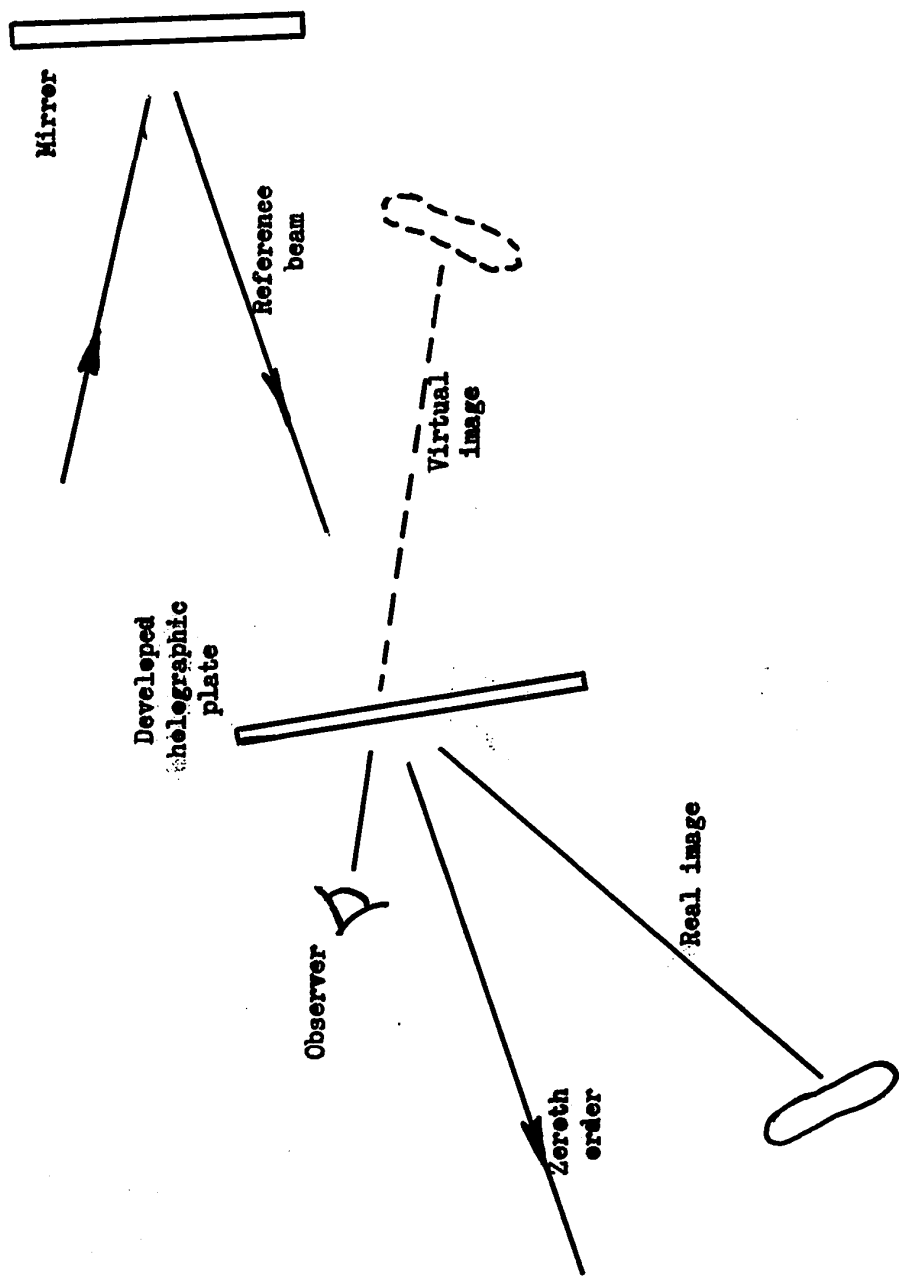 Mirror
Reference
beam
Virtual
image
Developed
holographic
plate
Observer
Real image
Zeroth
order